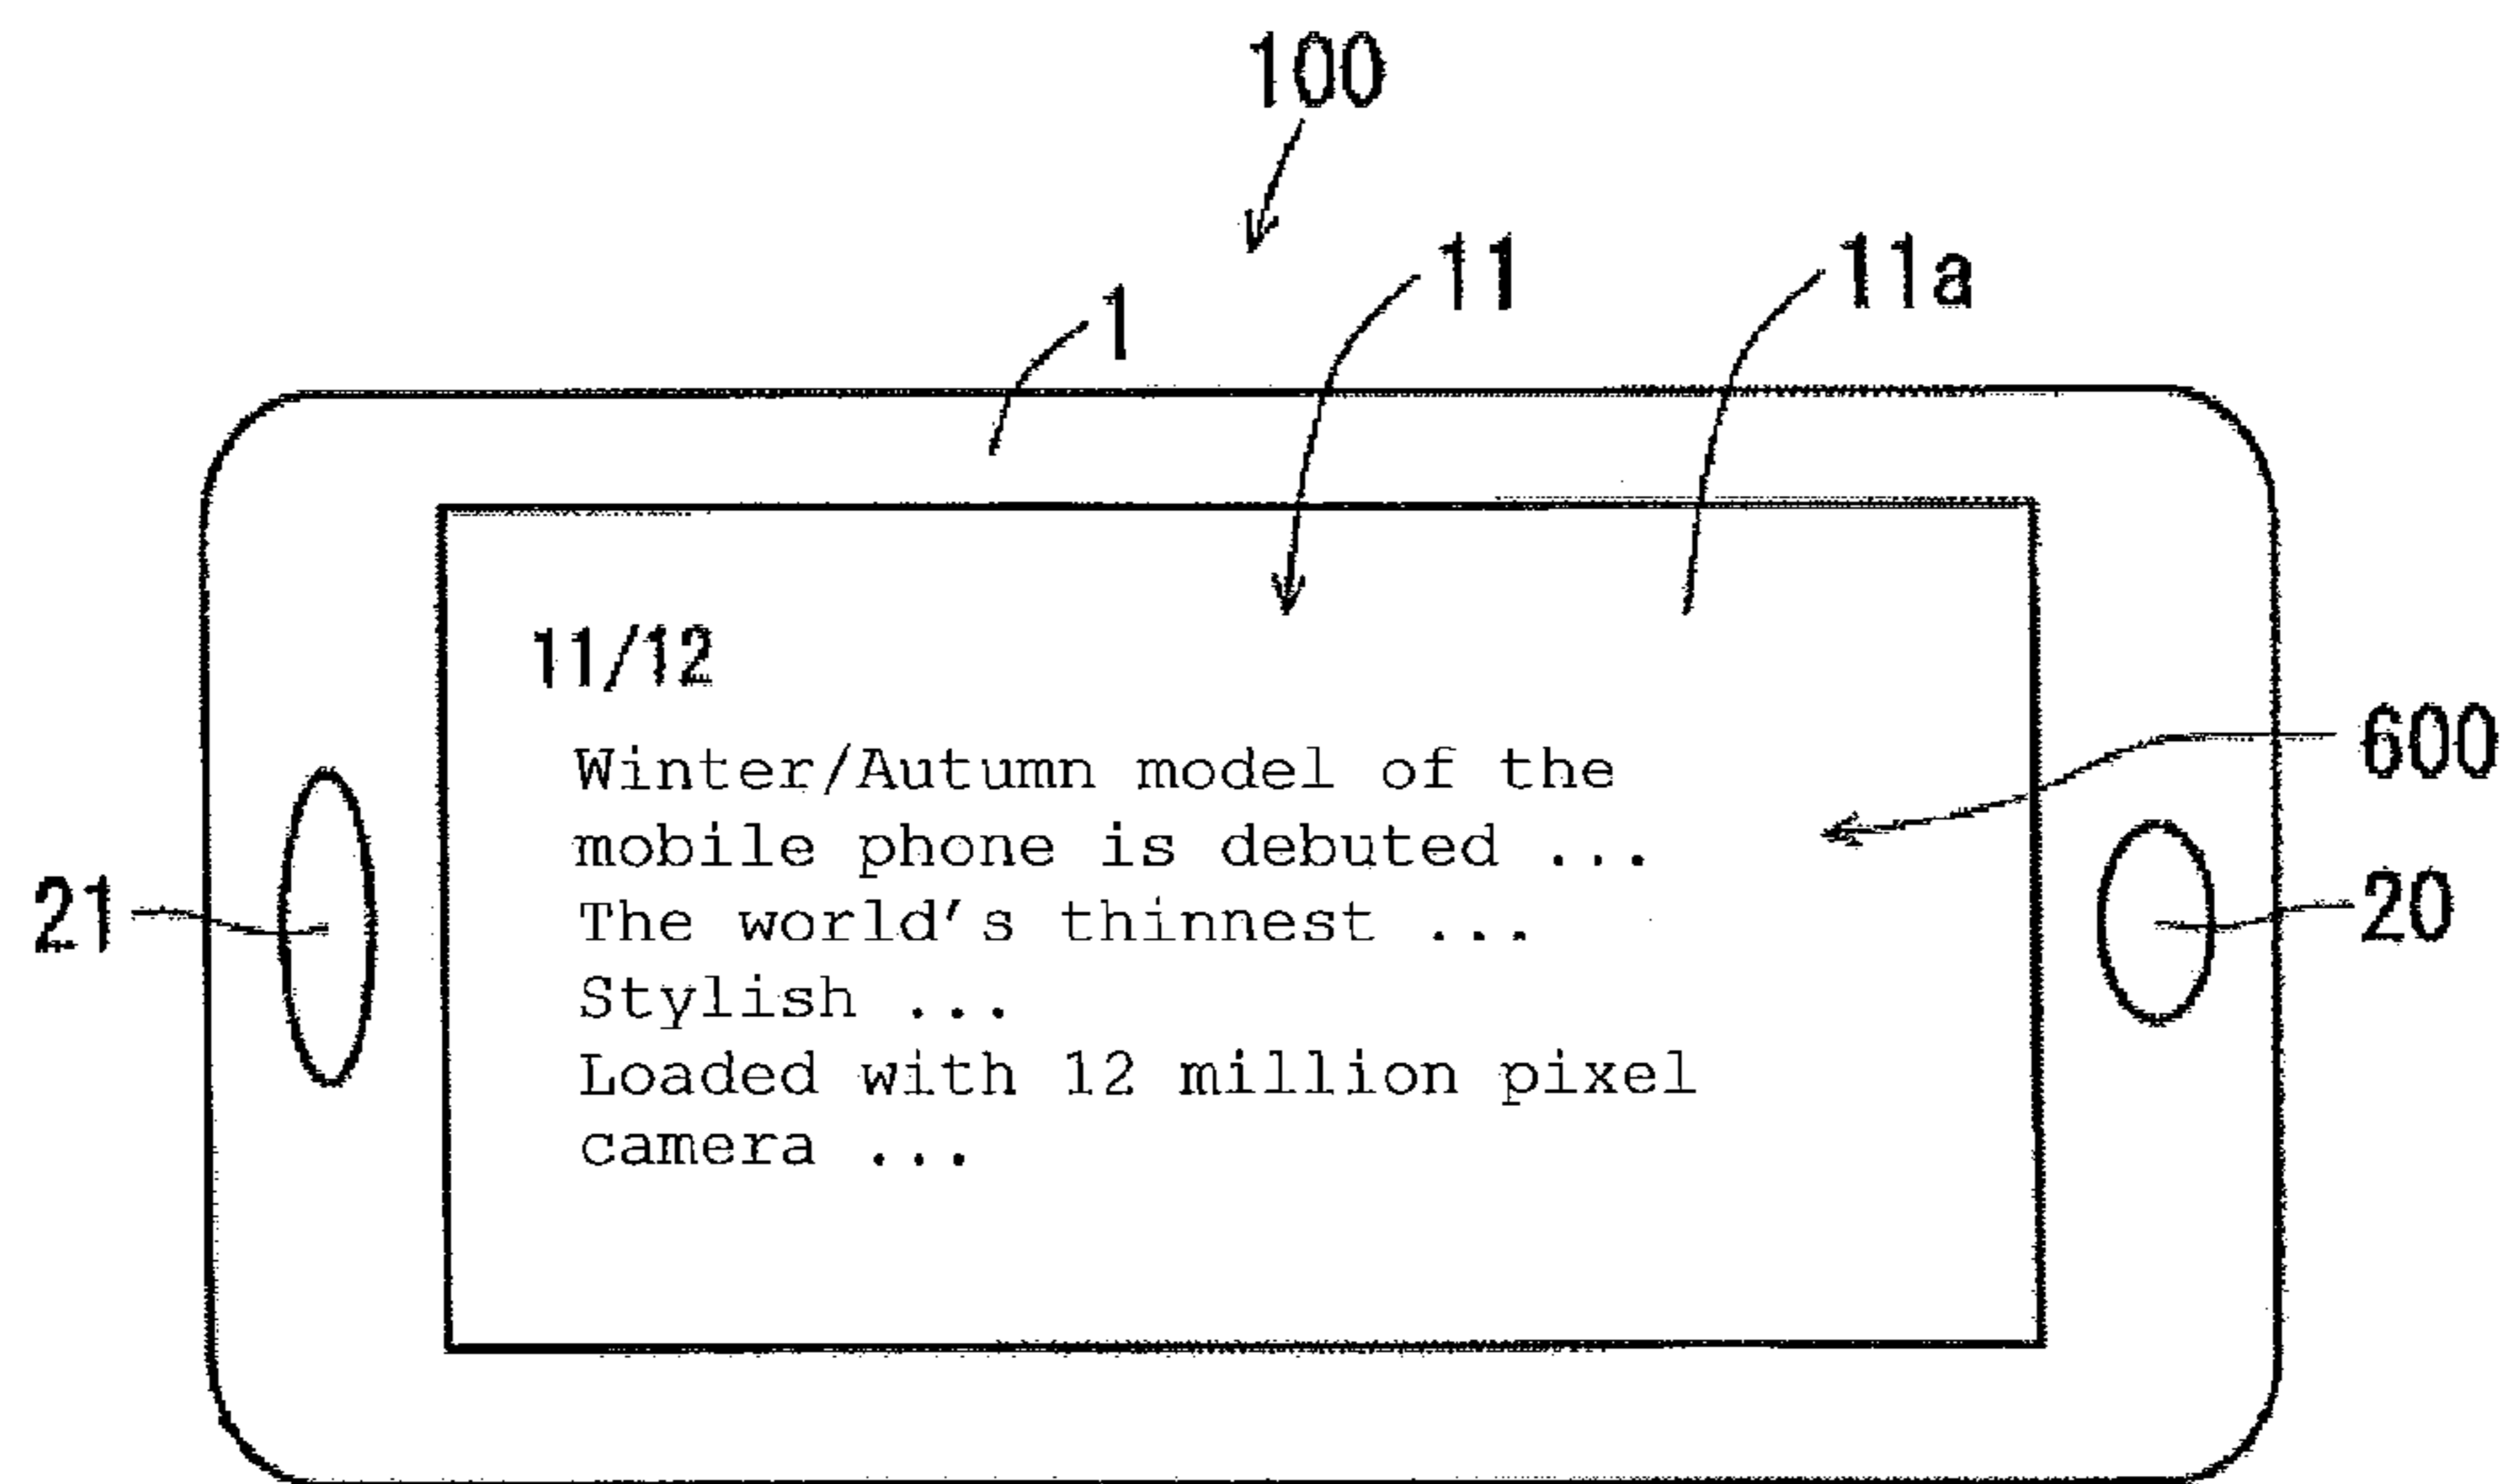 100
11
11a
1
11/12
600
Winter/Autumn model of the
mobile phone is debuted ...
21
20
The world's thinnest ...
Stylish ...
Loaded with 12 million pixel
camera ...